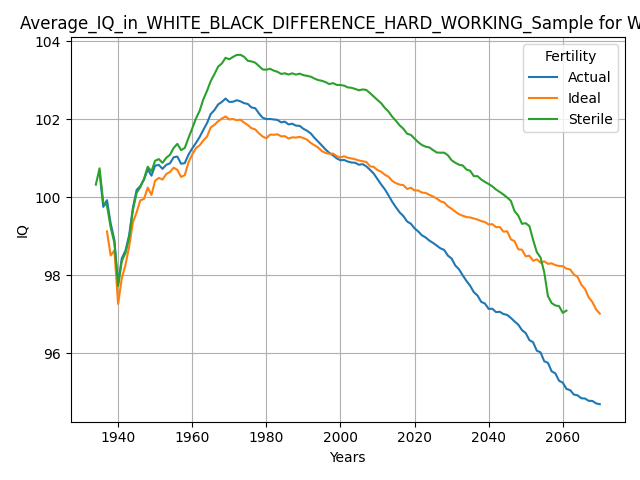 Average_IQ_in_WHITE_BLACK_DIFFERENCE_HARD_WORKING_Sample for W
104
102
100
98
96
IQ
1940
1960
1980
2000
2020
2040
2060
Years
Fertility
Actual
Ideal
Sterile